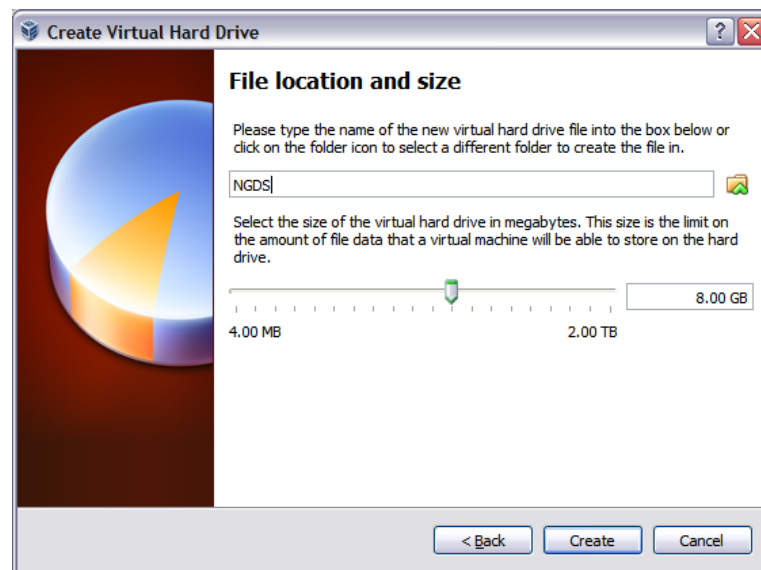 Create Virtual Hard Drive
File location and size
Please type the name of the new virtual hard drive file into the box below or
click on the folder icon to select a different folder to create the file in.
NGDS
Select the size of the virtual hard drive in megabytes. This size is the limit on
the amount of file data that a virtual machine will be able to store on the hard
drive.
8.00 GB
4.00 MB 2.00 TB
< Back Create Cancel